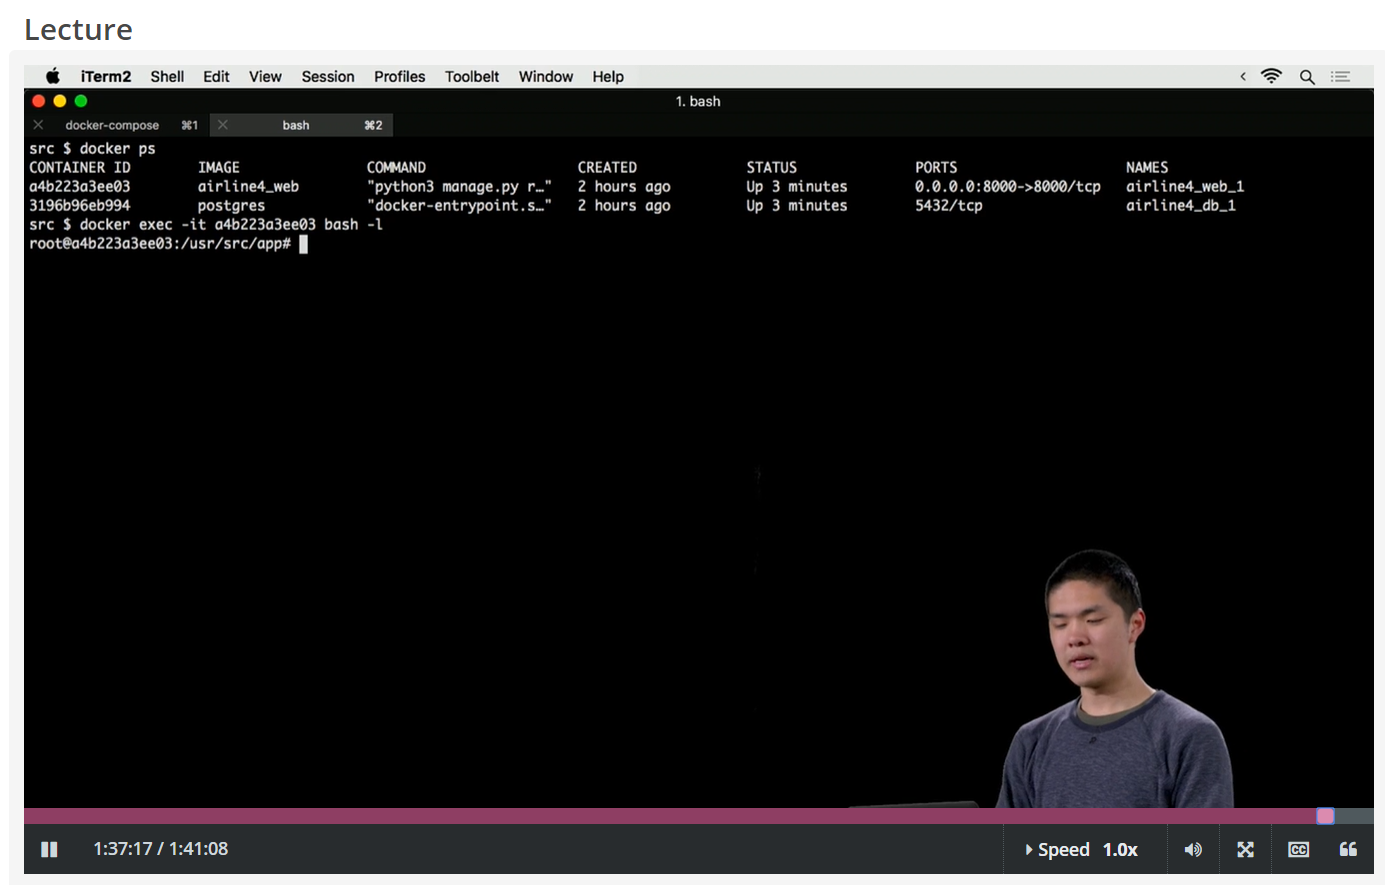 Lecture
iTerm2 Shell Edit View Session Profiles Toolbelt Window Help
1. bash
docker-compose ⌘1 bash ⌘2
src $ docker ps
CONTAINER ID IMAGE COMMAND CREATED STATUS PORTS NAMES
a4b223a3ee03 airline4_web "python3 manage.py r…" 2 hours ago Up 3 minutes 0.0.0.0:8000->8000/tcp airline4_web_1
3196b96eb994 postgres "docker-entrypoint.s…" 2 hours ago Up 3 minutes 5432/tcp airline4_db_1
src $ docker exec -it a4b223a3ee03 bash -l
root@a4b223a3ee03:/usr/src/app#
1:37:17 / 1:41:08 Speed 1.0x CC